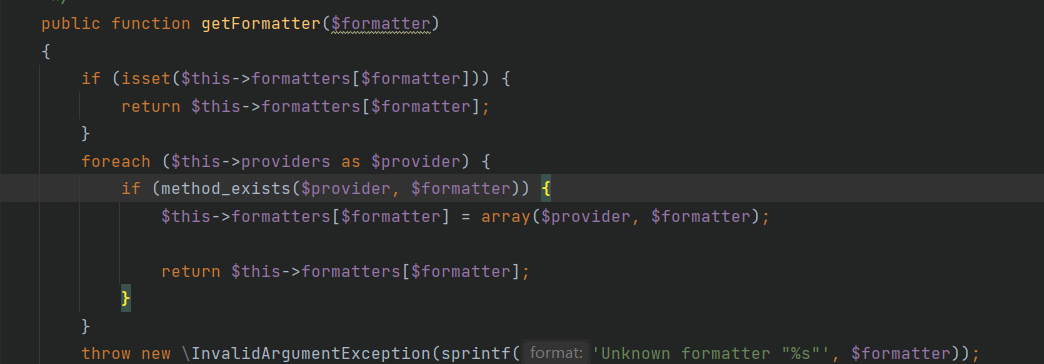 public function getFormatter($formatter)
{
if (isset($this->formatters[$formatter])) {
return $this->formatters[$formatter];
}
foreach ($this->providers as $provider) {
if (method_exists($provider, $formatter)) {
$this->formatters[$formatter] = array($provider, $formatter);
return $this->formatters[$formatter];
}
}
throw new \InvalidArgumentException(sprintf( format: 'Unknown formatter "%s"', $formatter));